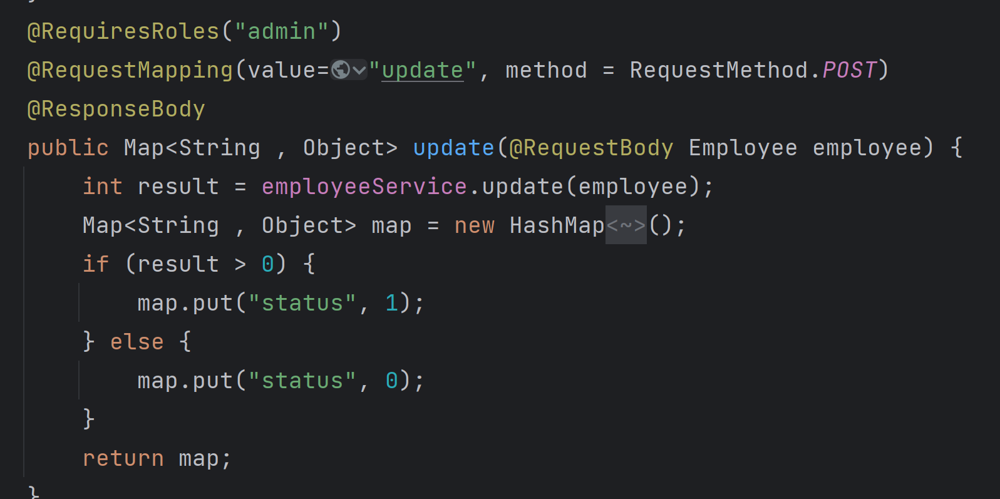 }
@RequiresRoles("admin")
@RequestMapping(value="update", method = RequestMethod.POST)
@ResponseBody
public Map<String , Object> update(@RequestBody Employee employee) {
    int result = employeeService.update(employee);
    Map<String , Object> map = new HashMap<~>();
    if (result > 0) {
        map.put("status", 1);
    } else {
        map.put("status", 0);
    }
    return map;
}